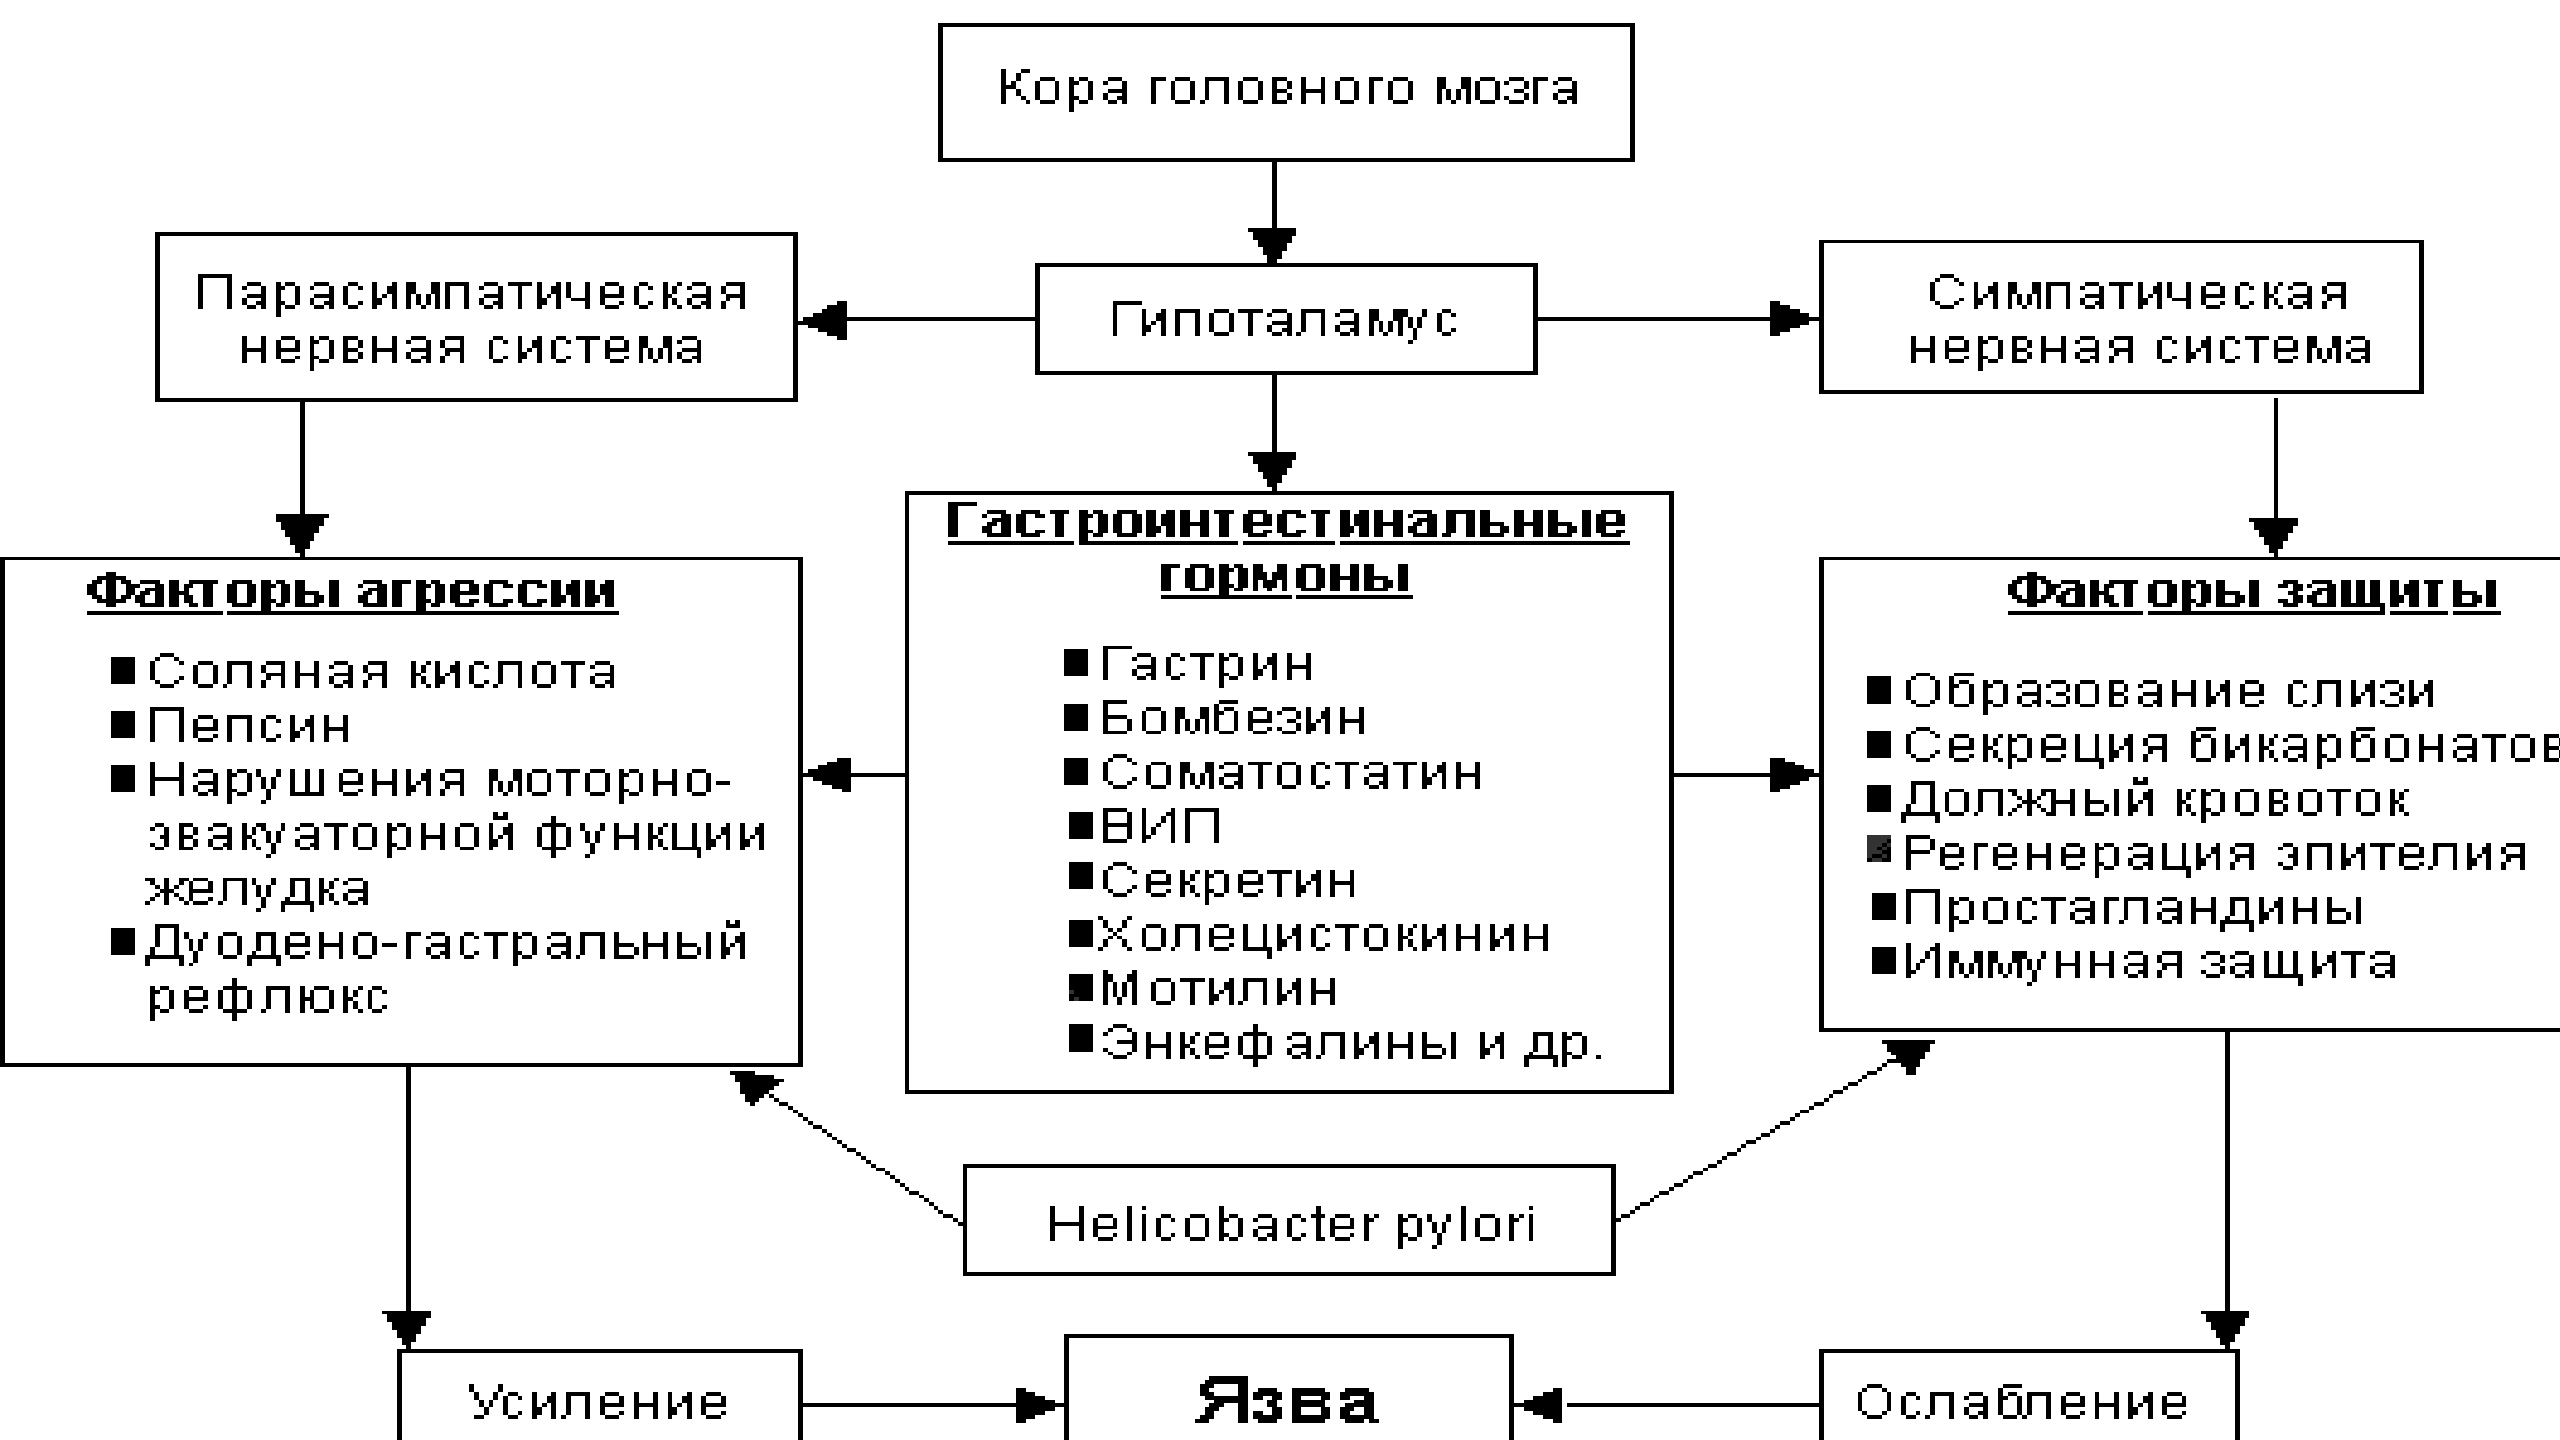 Кора головного мозга
Парасимпатическая
нервная система
Гипоталамус
Симпатическая
нервная система
Факторы агрессии
Соляная кислота
Пепсин
Нарушения моторно-
эвакуаторной функции
желудка
Дуодено-гастральный
рефлюкс
Гастроинтестинальные
гормоны
Гастрин
Бомбезин
Соматостатин
ВИП
Секретин
Холецистокинин
Мотилин
Энкефалины и др.
Факторы защиты
Образование слизи
Секреция бикарбонатов
Должный кровоток
Регенерация эпителия
Простагландины
Иммунная защита
Helicobacter pylori
Усиление
Язва
Ослабление